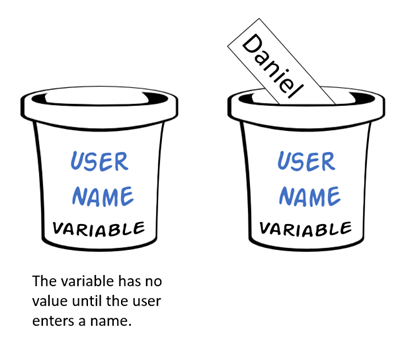 USER
NAME
VARIABLE
The variable has no
value until the user
enters a name.
Daniel
USER
NAME
VARIABLE